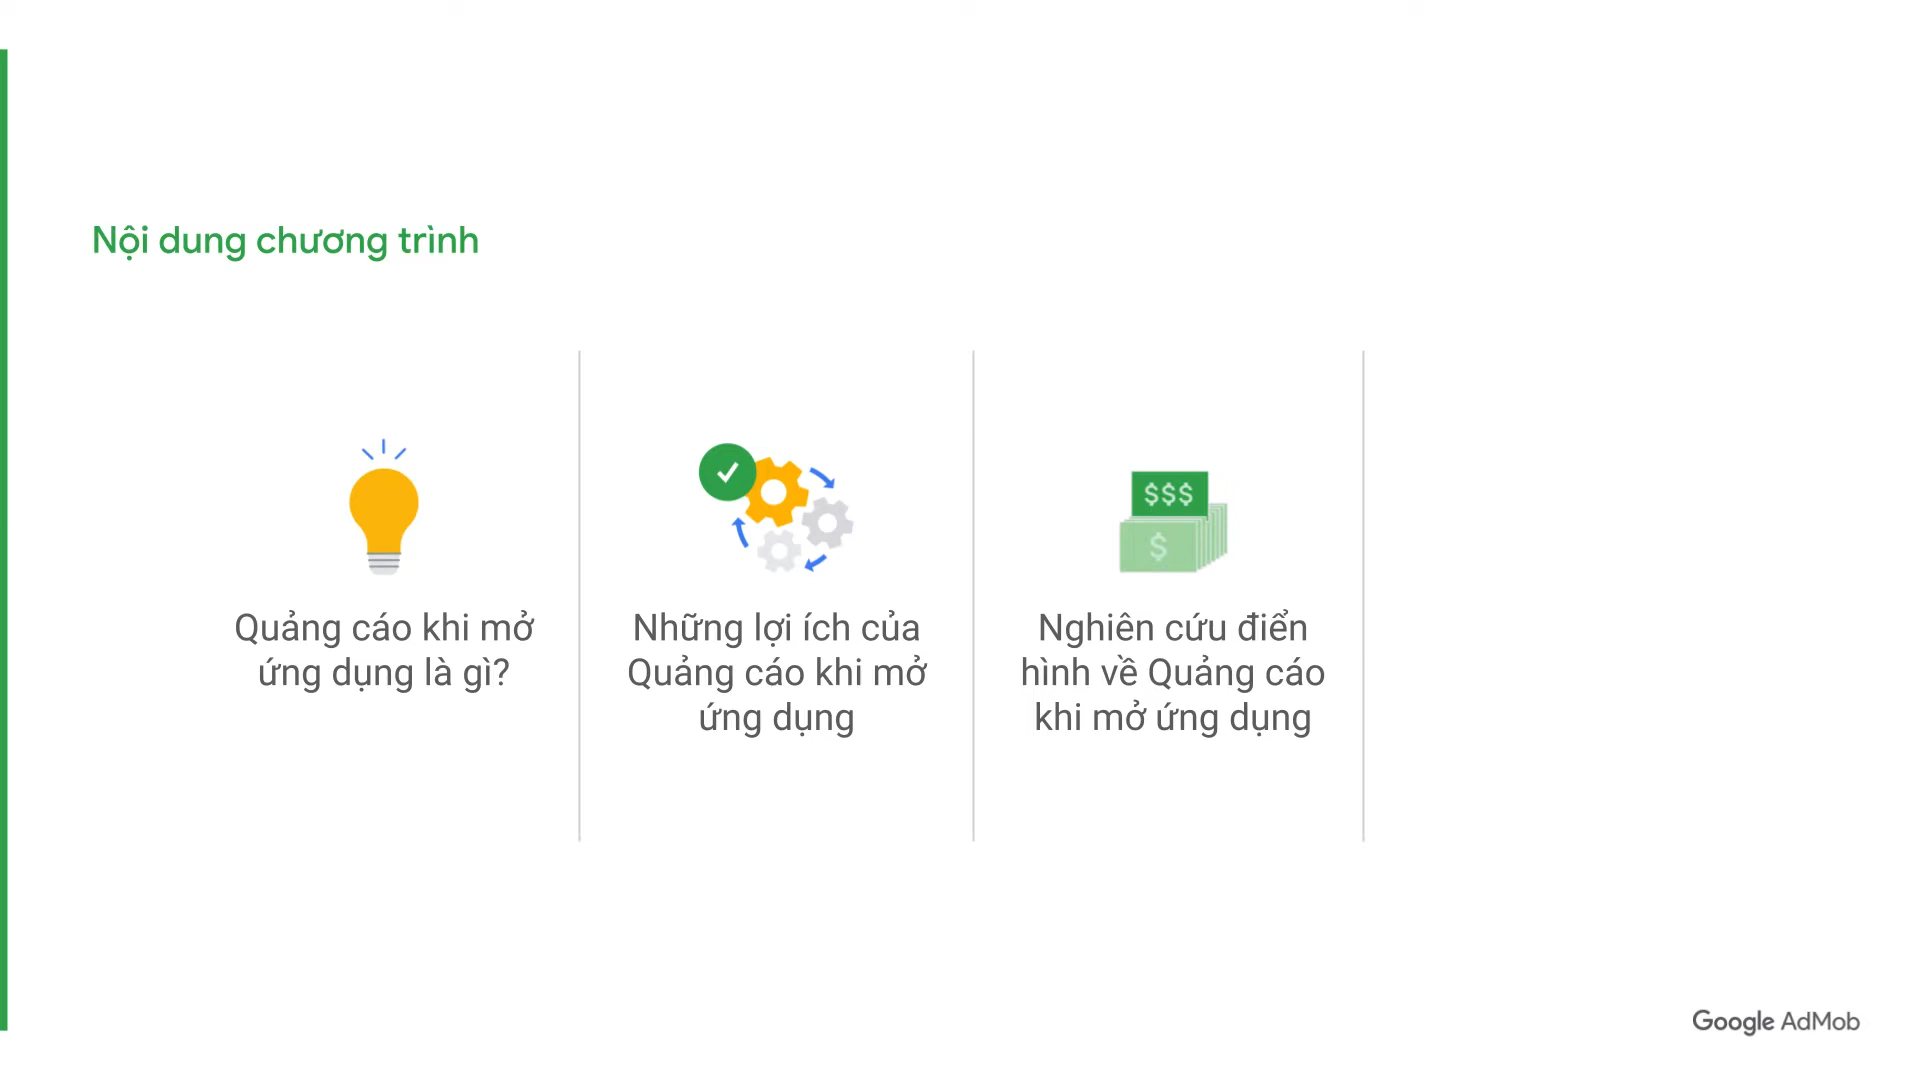 Nội dung chương trình
$$$
$
Quảng cáo khi mở
ứng dụng là gì?
Những lợi ích của
Quảng cáo khi mở
ứng dụng
Nghiên cứu điển
hình về Quảng cáo
khi mở ứng dụng
Google AdMob